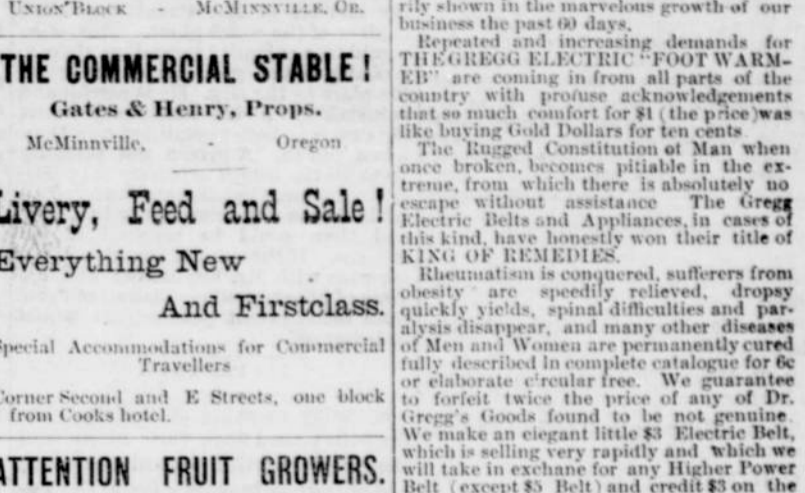 UNION BLOCK - MCMINNVILLE, OR.
THE COMMERCIAL STABLE!
Gates & Henry, Props.
McMinnville, - Oregon
Livery, Feed and Sale!
Everything New
And Firstclass.
Special Accommodations for Commercial
Travellers
Corner Second and E Streets, one block
from Cooks hotel.
ATTENTION FRUIT GROWERS.
rily shown in the marvelous growth of our
business the past 60 days.
Repeated and increasing demands for
THE GREGG ELECTRIC "FOOT WARM-
ER" are coming in from all parts of the
country with profuse acknowledgements
that so much comfort for $1 (the price)was
like buying Gold Dollars for ten cents
The Rugged Constitution of Man when
once broken, becomes pitiable in the ex-
treme, from which there is absolutely no
escape without assistance The Gregg
Electric Belts and Appliances, in cases of
this kind, have honestly won their title of
KING OF REMEDIES.
Rheumatism is conquered, sufferers from
obesity are speedily relieved, dropsy
quickly yields, spinal difficulties and par-
alysis disappear, and many other diseases
of Men and Women are permanently cured
fully described in complete catalogue for 6c
or elaborate circular free. We guarantee
to forfeit twice the price of any of Dr.
Gregg's Goods found to be not genuine
We make an elegant little $3 Electric Belt,
which is selling very rapidly and which we
will take in exchane for any Higher Power
Belt (except $5 Belt) and credit $3 on the